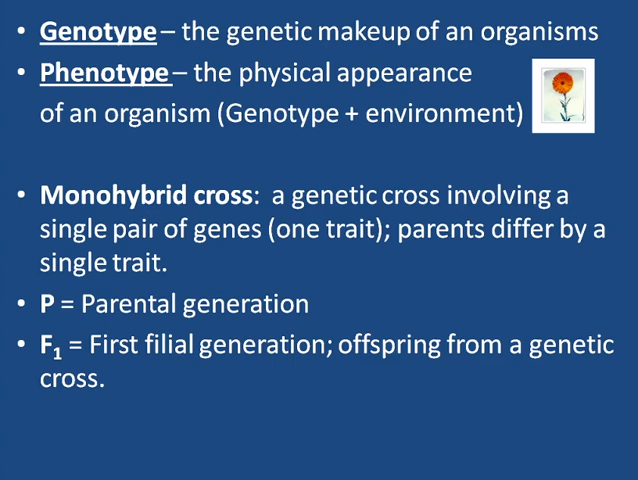 • Genotype – the genetic makeup of an organisms
• Phenotype – the physical appearance
of an organism (Genotype + environment)
• Monohybrid cross: a genetic cross involving a
single pair of genes (one trait); parents differ by a
single trait.
• P = Parental generation
• F₁ = First filial generation; offspring from a genetic
cross.